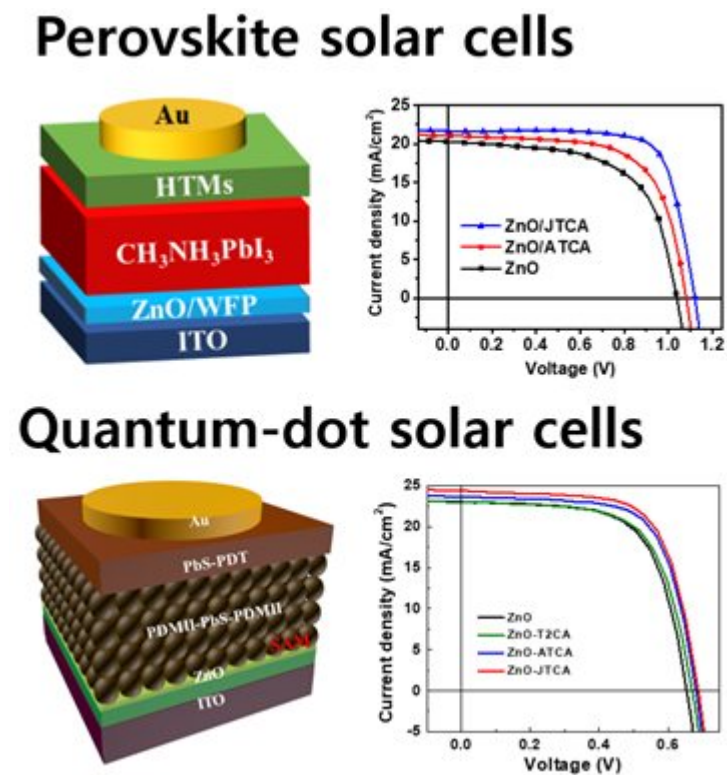 Perovskite solar cells
Au
HTMs
CH₃NH₃PbI₃
ZnO/WFP
ITO
Current density (mA/cm²)
25
20
15
10
5
0
ZnO/JTCA
ZnO/ATCA
ZnO
0.0 0.2 0.4 0.6 0.8 1.0 1.2
Voltage (V)
Quantum-dot solar cells
Au
PbS-PDT
PDMII-PbS-PDMII
SAM
ZnO
ITO
Current density (mA/cm²)
25
20
15
10
5
0
-5
ZnO
ZnO-T2CA
ZnO-ATCA
ZnO-JTCA
0.0 0.2 0.4 0.6
Voltage (V)